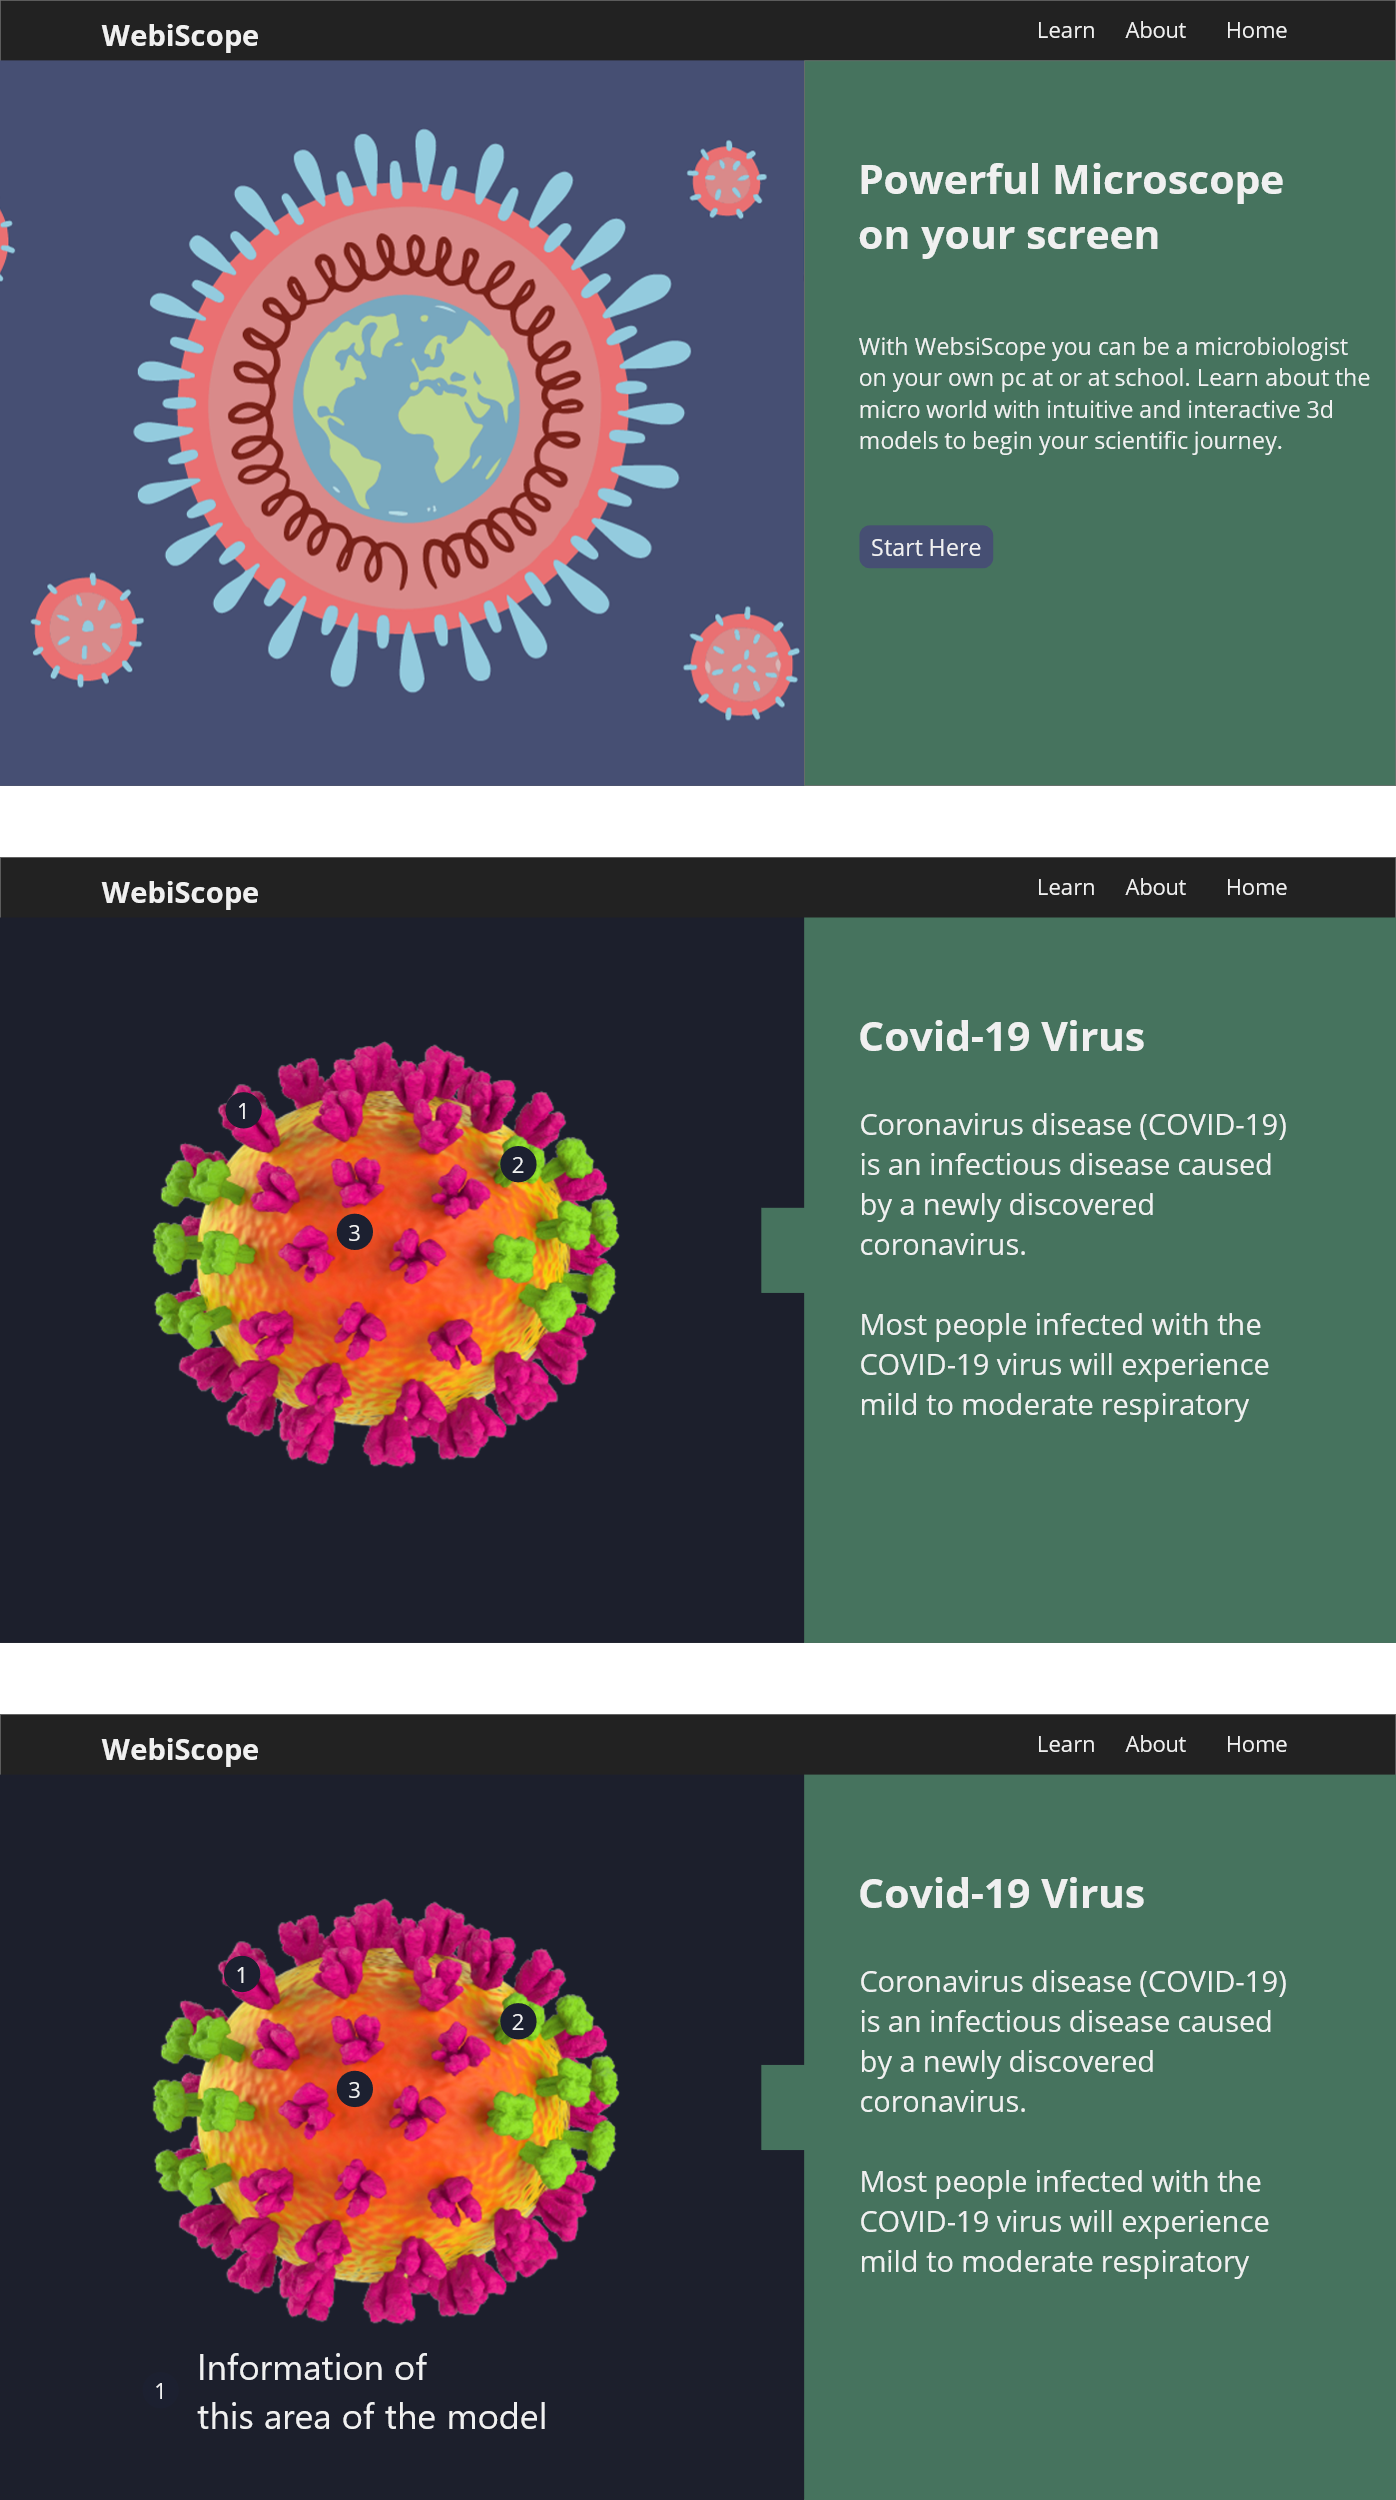 WebiScope
Learn About Home
Powerful Microscope
on your screen
With WebsiScope you can be a microbiologist
on your own pc at or at school. Learn about the
micro world with intuitive and interactive 3d
models to begin your scientific journey.
Start Here
WebiScope
Learn About Home
Covid-19 Virus
Coronavirus disease (COVID-19)
is an infectious disease caused
by a newly discovered
coronavirus.
Most people infected with the
COVID-19 virus will experience
mild to moderate respiratory
1
2
3
WebiScope
Learn About Home
Covid-19 Virus
Coronavirus disease (COVID-19)
is an infectious disease caused
by a newly discovered
coronavirus.
Most people infected with the
COVID-19 virus will experience
mild to moderate respiratory
1
2
3
1
Information of
this area of the model